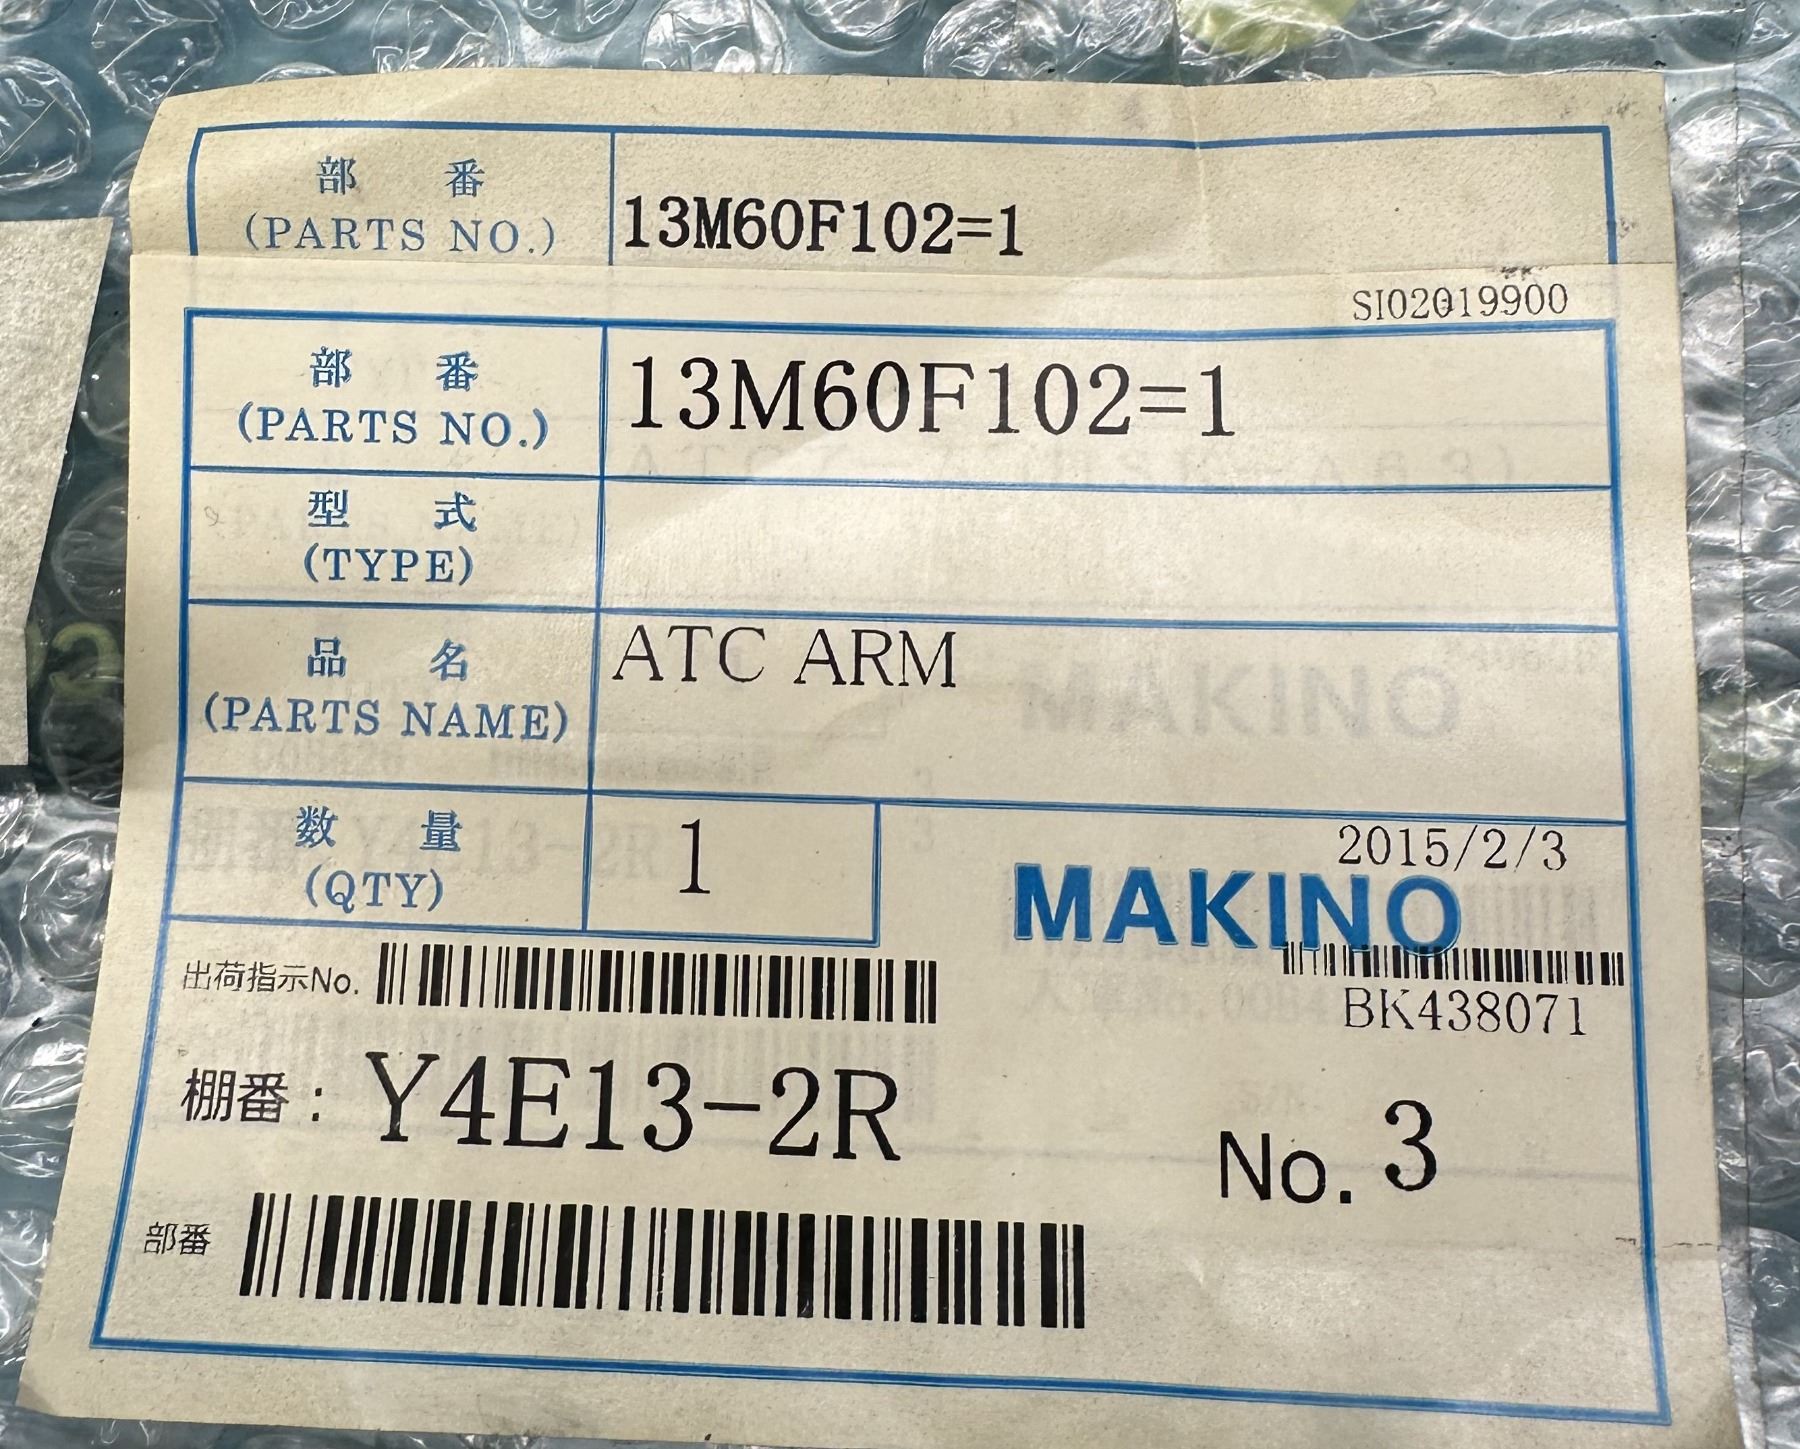 部 番
(PARTS NO.) 13M60F102=1
SI02019900
部 番
(PARTS NO.) 13M60F102=1
型 式
(TYPE)
品 名
(PARTS NAME) ATC ARM
数 量
(QTY) 1
2015/2/3
MAKINO
出荷指示No.
BK438071
棚番: Y4E13-2R
No. 3
部番